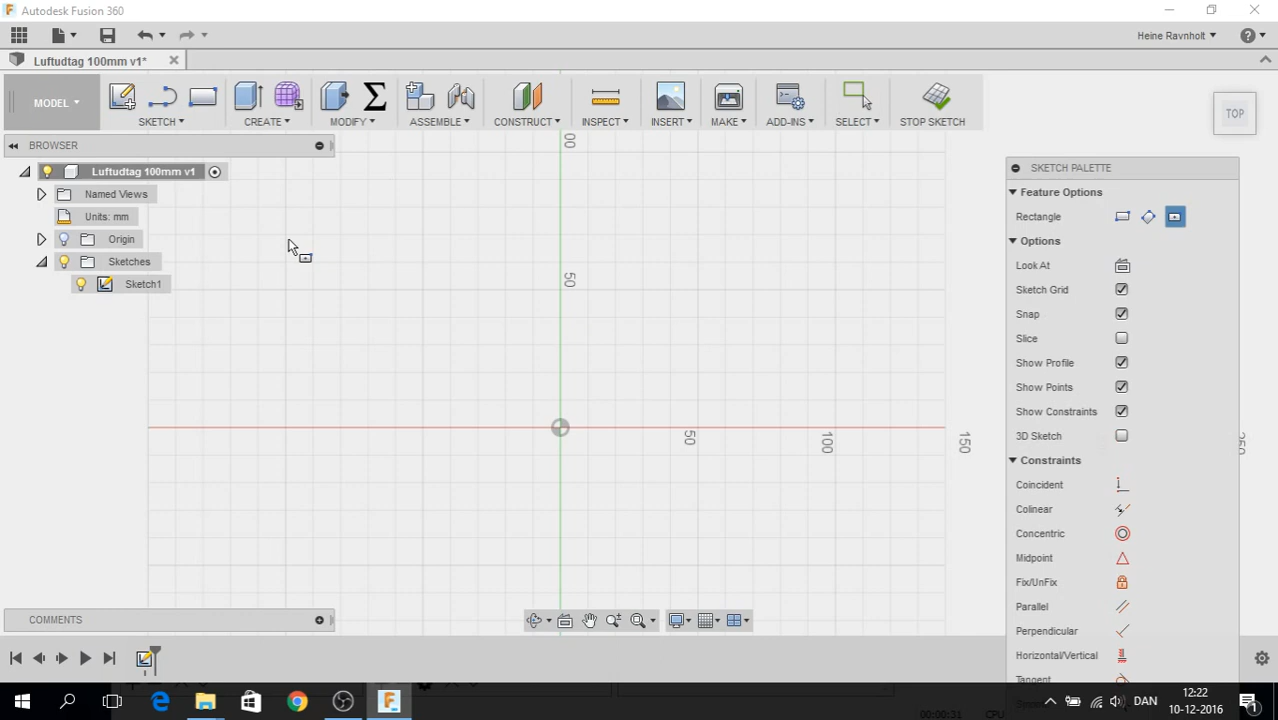 Autodesk Fusion 360
Heine Ravnholt
Luftudtag 100mm v1*
MODEL
SKETCH
CREATE
MODIFY
ASSEMBLE
CONSTRUCT
INSPECT
INSERT
MAKE
ADD-INS
SELECT
STOP SKETCH
TOP
BROWSER
Luftudtag 100mm v1
Named Views
Units: mm
Origin
Sketches
Sketch1
00
50
50
100
150
SKETCH PALETTE
Feature Options
Rectangle
Options
Look At
Sketch Grid
Snap
Slice
Show Profile
Show Points
Show Constraints
3D Sketch
Constraints
Coincident
Colinear
Concentric
Midpoint
Fix/UnFix
Parallel
Perpendicular
Horizontal/Vertical
Tangent
COMMENTS
00:00:31
CPU
DAN
12:22
10-12-2016